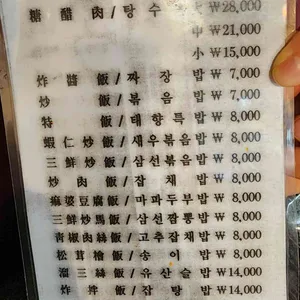 糖醋肉/탕수육 大 ₩28,000
中 ₩21,000
小 ₩15,000
炸醬飯/짜장밥 ₩7,000
炒飯/볶음밥 ₩7,000
特飯/태향특밥 ₩8,000
蝦仁炒飯/새우볶음밥 ₩8,000
三鮮炒飯/삼선볶음밥 ₩8,000
炒肉飯/잡채밥 ₩8,000
麻婆豆腐飯/마파두부밥 ₩8,000
三鮮炒馬飯/삼선짬뽕밥 ₩8,000
靑椒肉絲飯/고추잡채밥 ₩8,000
松茸燴飯/송이밥 ₩8,000
溜三絲飯/유산슬밥 ₩14,000
炸拌飯/잡탕밥 ₩14,000